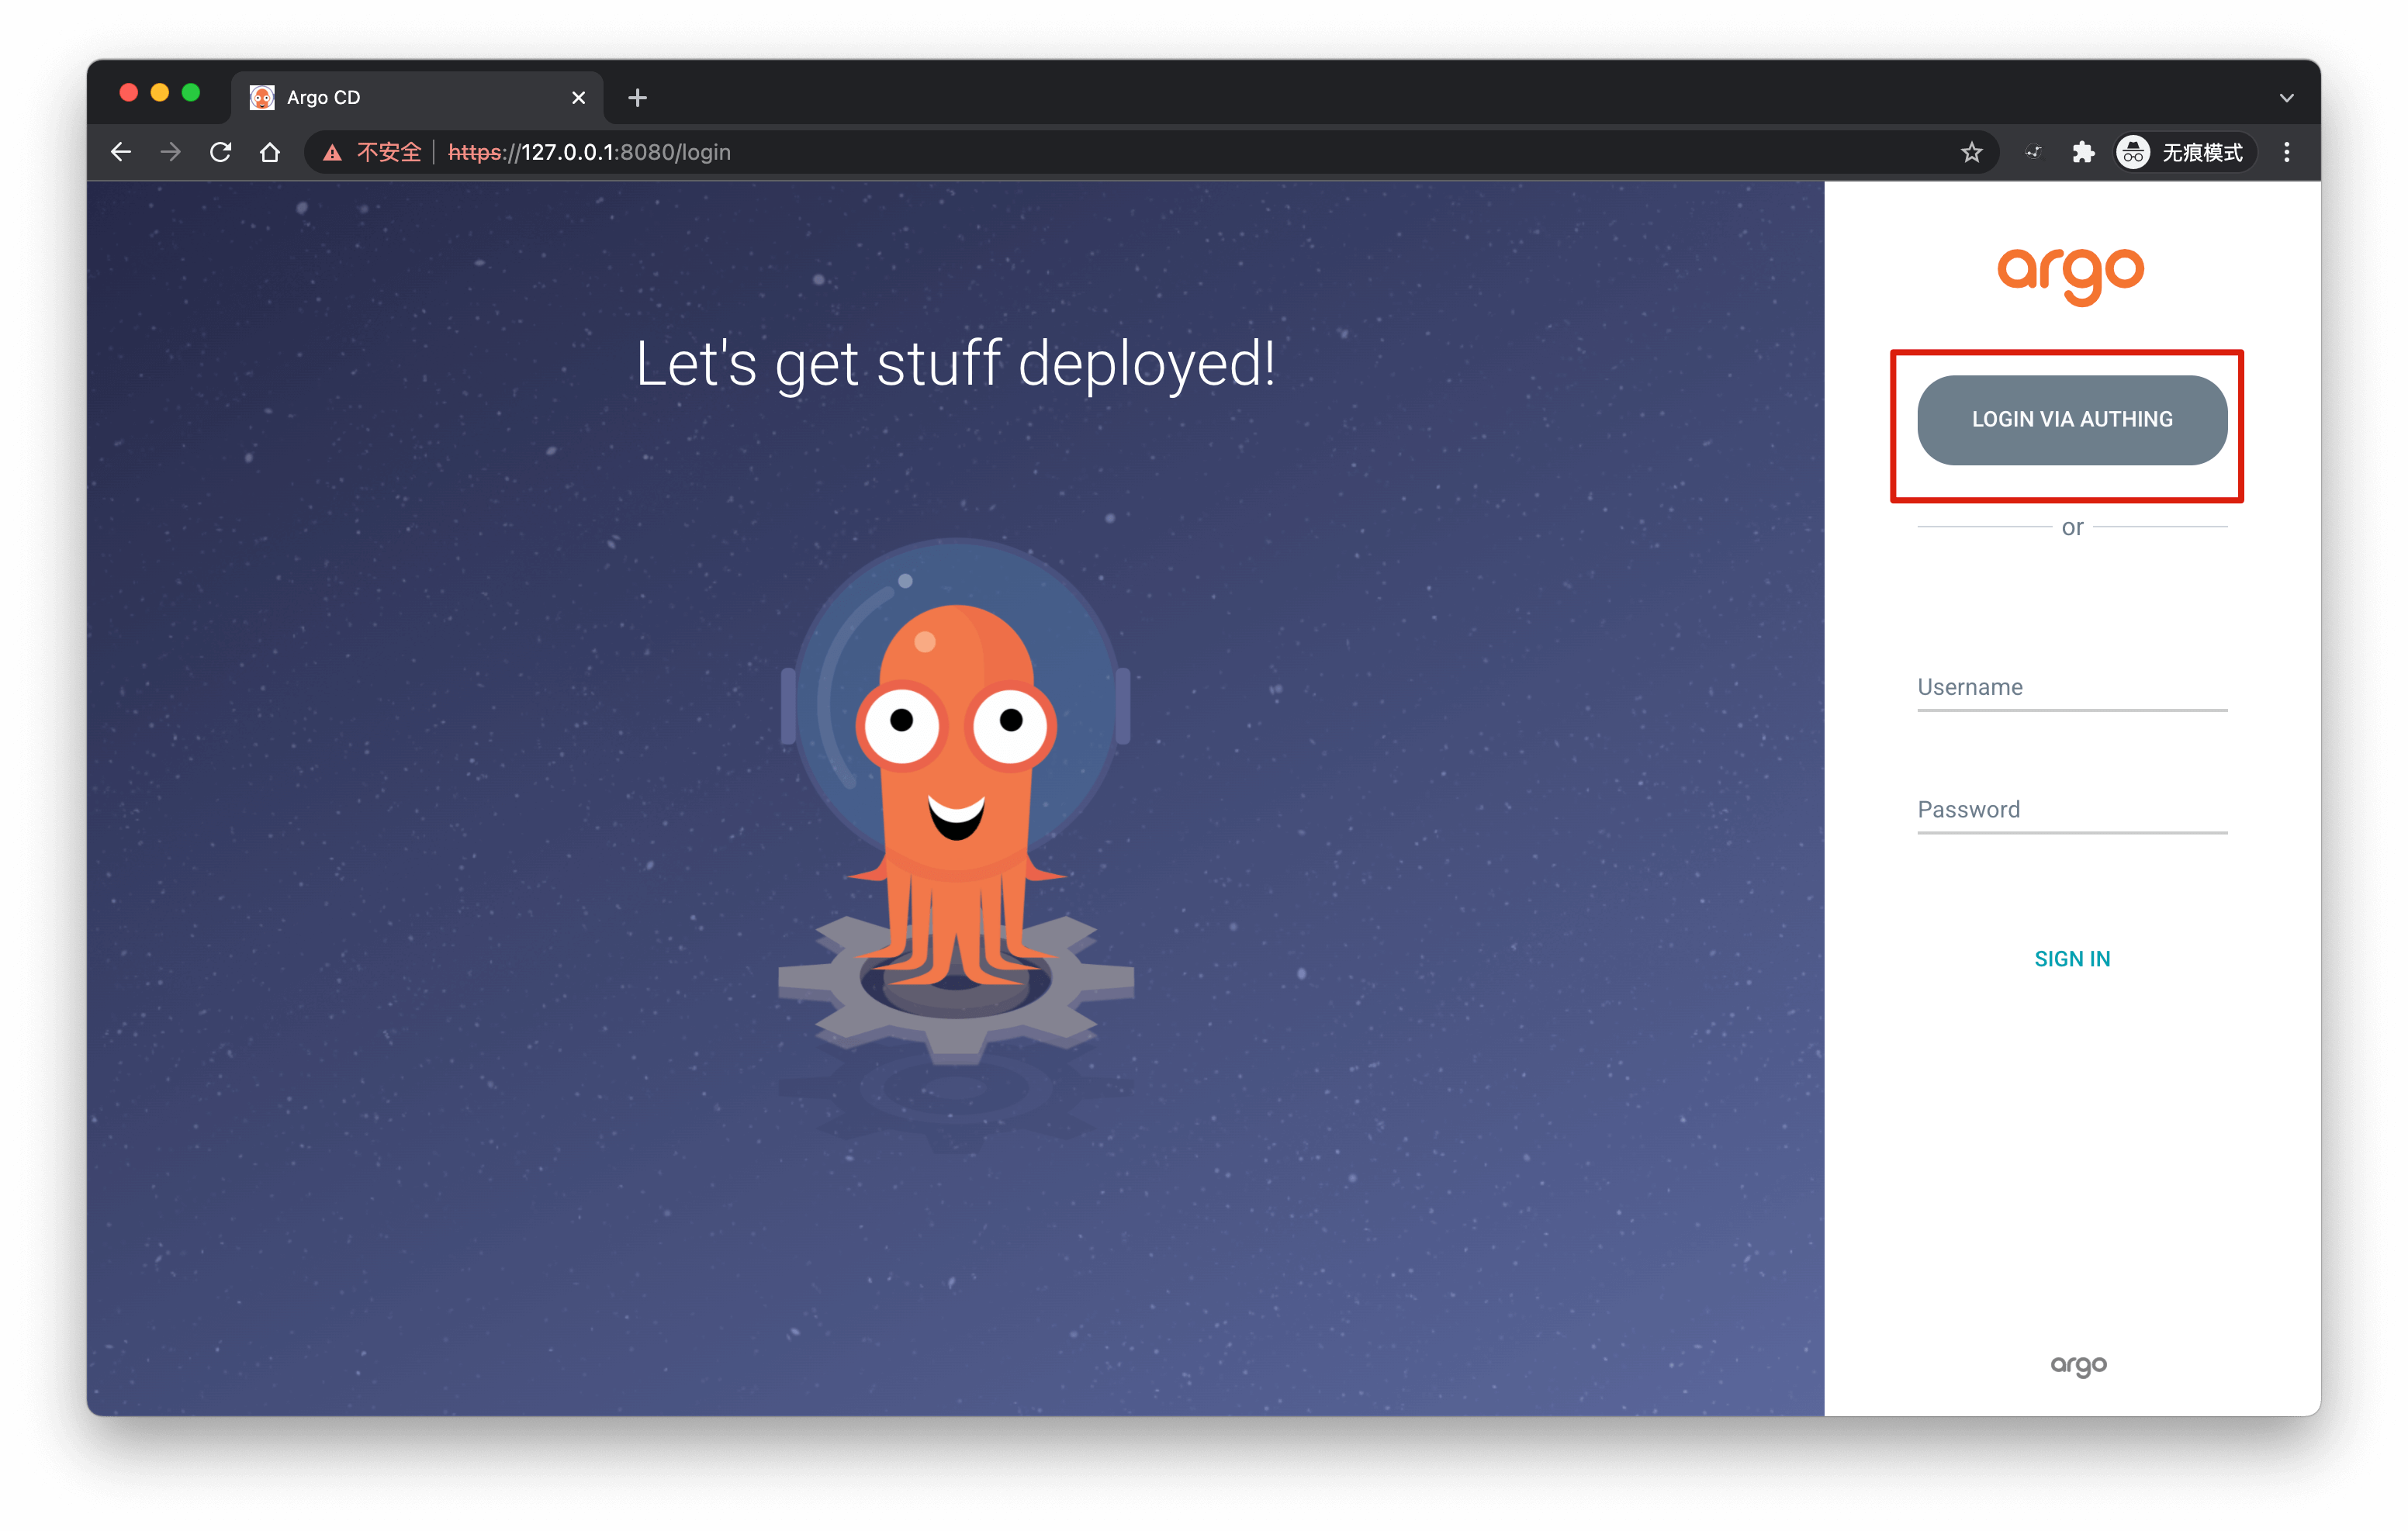 Argo CD
不安全 https://127.0.0.1:8080/login
无痕模式
Let's get stuff deployed!
argo
LOGIN VIA AUTHING
or
Username
Password
SIGN IN
argo